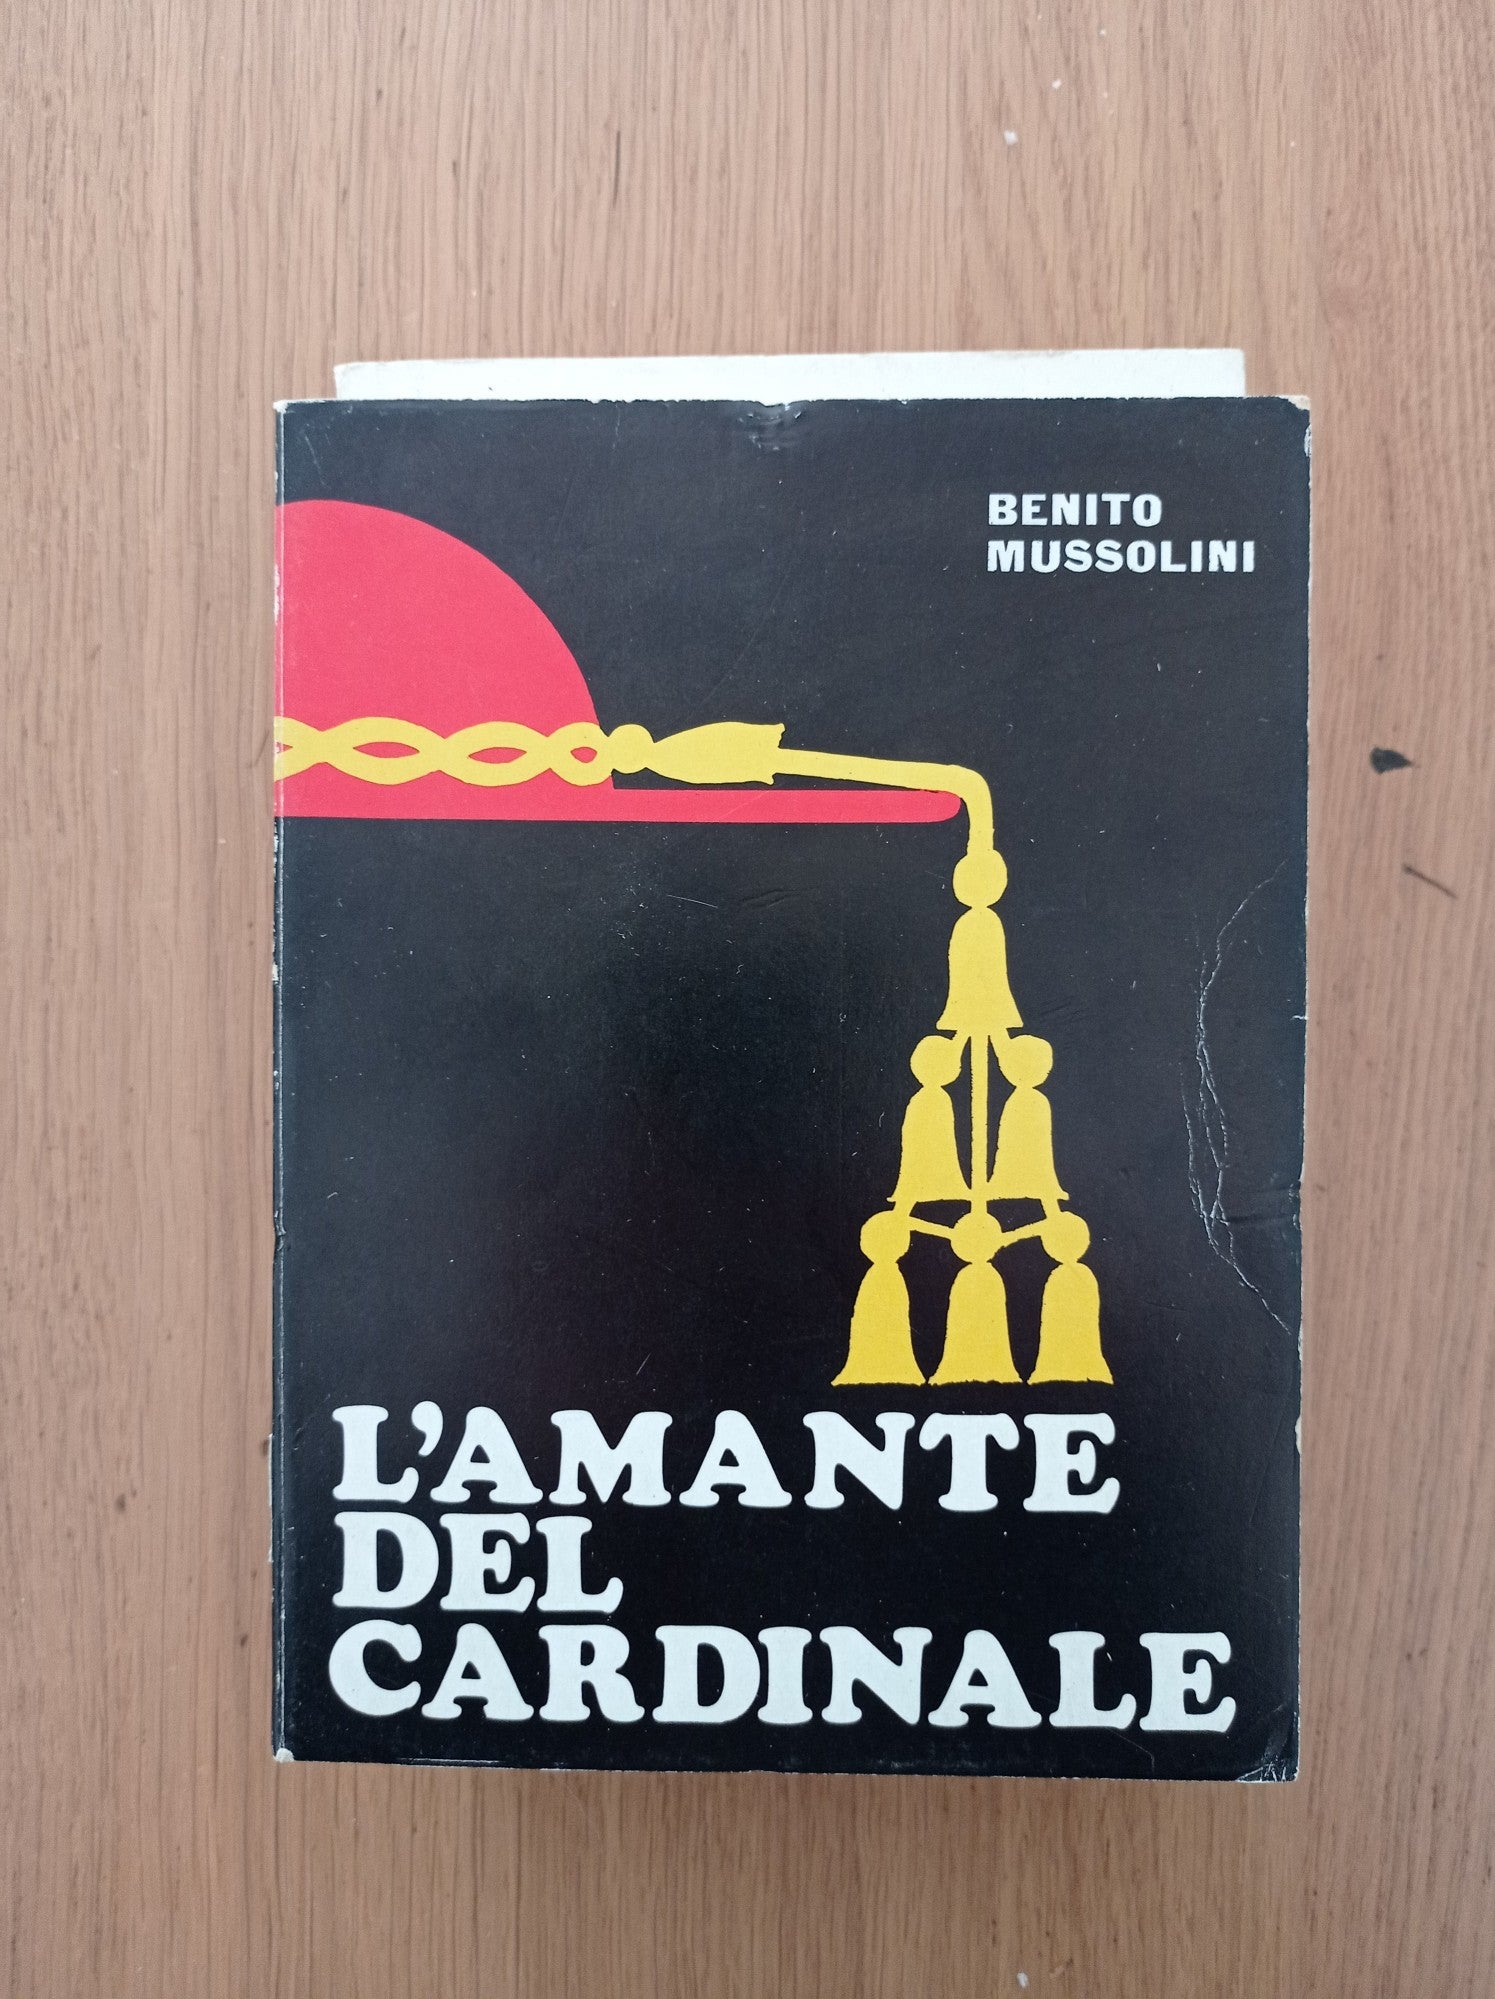 BENITO
MUSSOLINI
L'AMANTE
DEL
CARDINALE